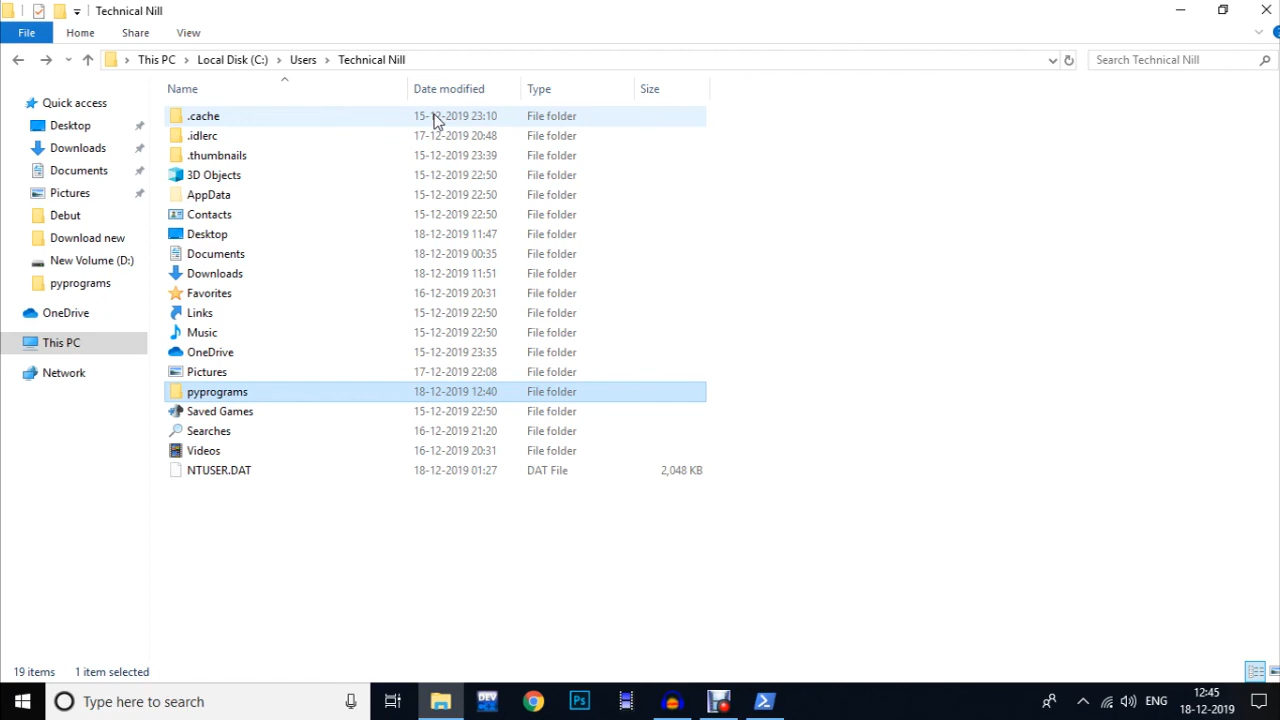 Technical Nill
File Home Share View
This PC Local Disk (C:) Users Technical Nill Search Technical Nill
Name Date modified Type Size
Quick access
Desktop
Downloads
Documents
Pictures
Debut
Download new
New Volume (D:)
pyprograms
OneDrive
This PC
Network
.cache 15-12-2019 23:10 File folder
.idlerc 17-12-2019 20:48 File folder
.thumbnails 15-12-2019 23:39 File folder
3D Objects 15-12-2019 22:50 File folder
AppData 15-12-2019 22:50 File folder
Contacts 15-12-2019 22:50 File folder
Desktop 18-12-2019 11:47 File folder
Documents 18-12-2019 00:35 File folder
Downloads 18-12-2019 11:51 File folder
Favorites 16-12-2019 20:31 File folder
Links 15-12-2019 22:50 File folder
Music 15-12-2019 22:50 File folder
OneDrive 15-12-2019 23:35 File folder
Pictures 17-12-2019 22:08 File folder
pyprograms 18-12-2019 12:40 File folder
Saved Games 15-12-2019 22:50 File folder
Searches 16-12-2019 21:20 File folder
Videos 16-12-2019 20:31 File folder
NTUSER.DAT 18-12-2019 01:27 DAT File 2,048 KB
19 items 1 item selected
Type here to search DEV Ps ENG 12:45
18-12-2019